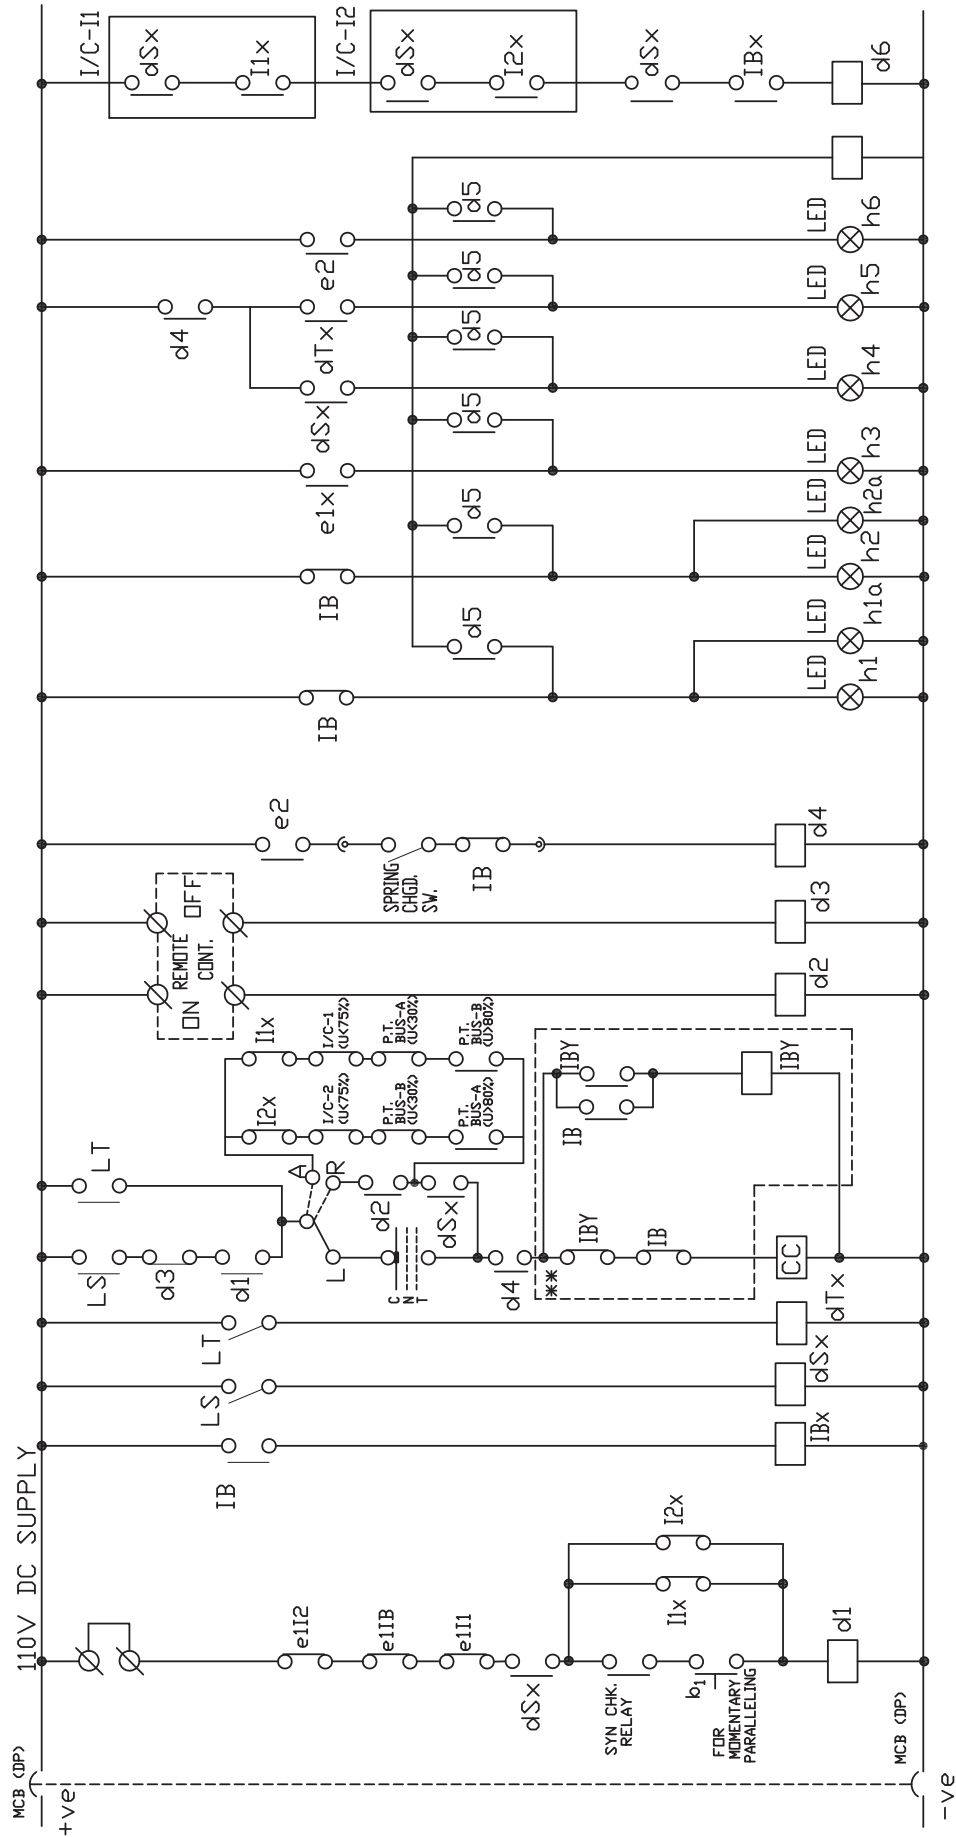 MCB (DP)
+ve
110V DC SUPPLY
MCB (DP)
-ve
e1I2
e1IB
e1I1
dSx
SYN CHK.
RELAY
b1
FOR
MOMENTARY
PARALLELING
I1x
I2x
d1
IB
IBx
LS
dSx
LT
dTx
LS
d3
d1
LT
L
A
R
C
N
T
d2
dSx
d4
**
IBY
IB
CC
IB
IBY
IBY
I2x
I/C-2
(U<75%)
P.T.
BUS-B
(U<30%)
P.T.
BUS-A
(U>80%)
I1x
I/C-1
(U<75%)
P.T.
BUS-A
(U<30%)
P.T.
BUS-B
(U>80%)
ON
REMOTE
CONT.
OFF
d2
d3
e2
SPRING
CHGD.
SW.
IB
d4
IB
d5
LED
h1
LED
h1a
IB
d5
LED
h2
LED
h2a
e1x
d5
LED
h3
dSx
d5
LED
h4
d4
dTx
d5
LED
h5
e2
d5
LED
h6
I/C-I1
dSx
I1x
I/C-I2
dSx
I2x
dSx
IBx
d6